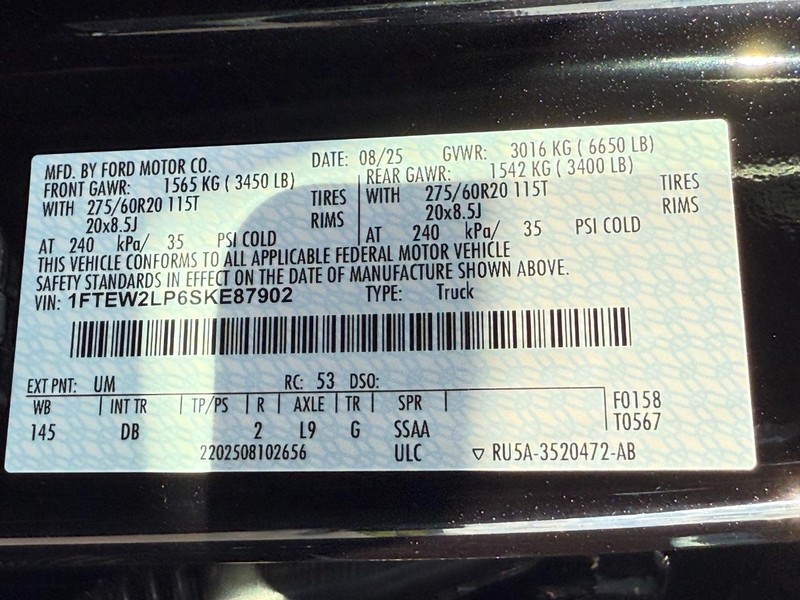 MFD. BY FORD MOTOR CO. DATE: 08/25 GVWR: 3016 KG ( 6650 LB)
FRONT GAWR: 1565 KG ( 3450 LB) REAR GAWR: 1542 KG ( 3400 LB)
WITH 275/60R20 115T TIRES 275/60R20 115T TIRES
20x8.5J RIMS WITH 20x8.5J RIMS
AT 240 kPa/ 35 PSI COLD AT 240 kPa/ 35 PSI COLD
THIS VEHICLE CONFORMS TO ALL APPLICABLE FEDERAL MOTOR VEHICLE
SAFETY STANDARDS IN EFFECT ON THE DATE OF MANUFACTURE SHOWN ABOVE.
VIN: 1FTEW2LP6SKE87902 TYPE: Truck
EXT PNT: UM RC: 53 DSO:
WB INT TR TP/PS R AXLE TR SPR F0158
145 DB 2 L9 G SSAA T0567
2202508102656 ULC ▽ RU5A-3520472-AB